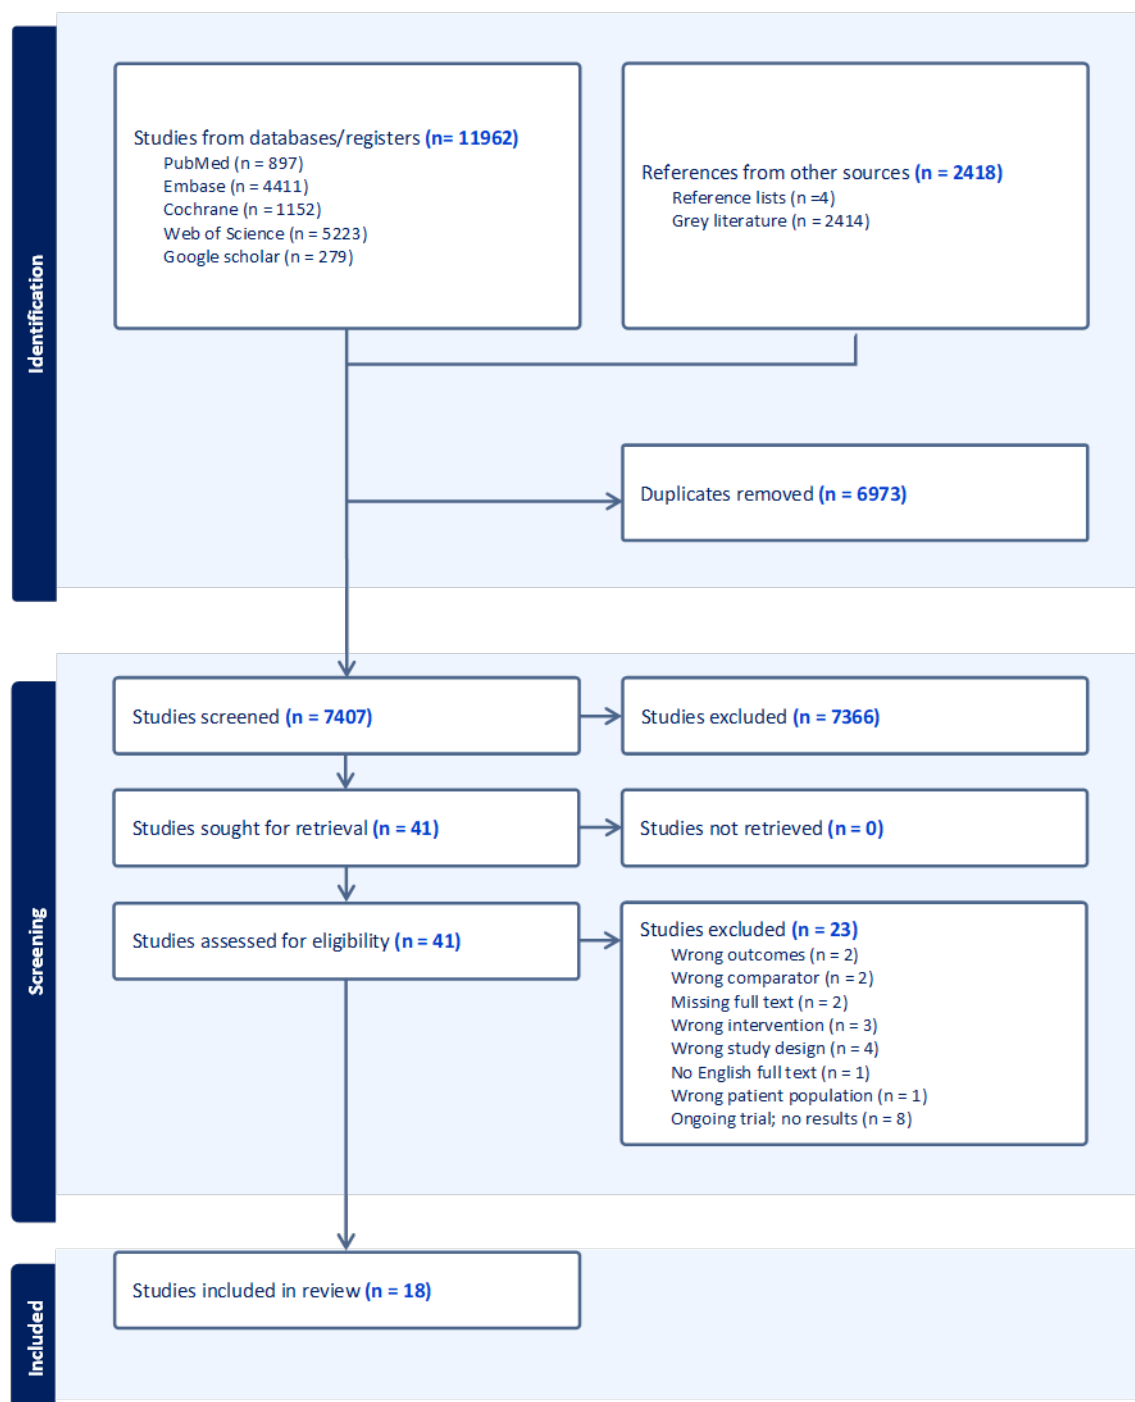 Identification
Studies from databases/registers (n= 11962)
PubMed (n = 897)
Embase (n = 4411)
Cochrane (n = 1152)
Web of Science (n = 5223)
Google scholar (n = 279)
References from other sources (n = 2418)
Reference lists (n =4)
Grey literature = 2414)
Duplicates removed (n = 6973)
Screening
Studies screened (n = 7407)
Studies excluded (n = 7366)
Studies sought for retrieval (n = 41)
Studies not retrieved (n = 0)
Studies assessed for eligibility (n = 41)
Studies excluded (n = 23)
Wrong outcomes (n = 2)
Wrong comparator (n = 2)
Missing full text (n = 2)
Wrong intervention (n = 3)
Wrong study design (n = 4)
No English full text (n = 1)
Wrong patient population (n = 1)
Ongoing trial; no results (n = 8)
Included
Studies included in review (n = 18)